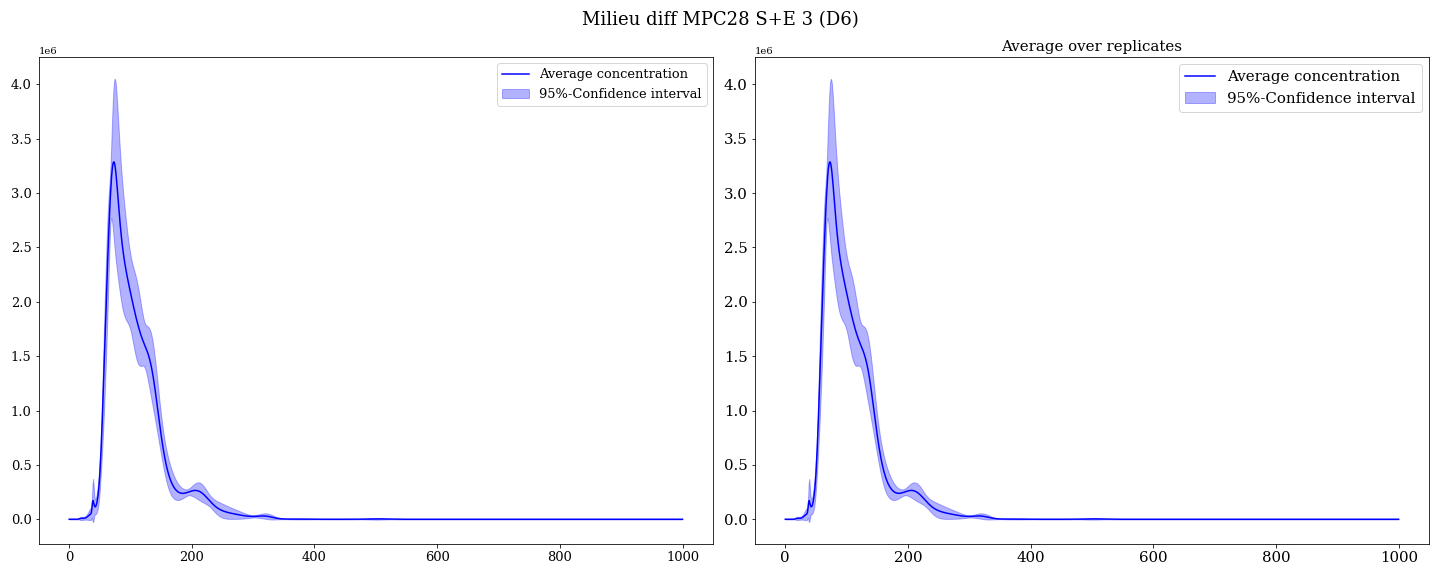 Milieu diff MPC28 S+E 3 (D6)
1e6
Average concentration
95%-Confidence interval
4.0
3.5
3.0
2.5
2.0
1.5
1.0
0.5
0.0
0 200 400 600 800 1000
Average over replicates
1e6
Average concentration
95%-Confidence interval
4.0
3.5
3.0
2.5
2.0
1.5
1.0
0.5
0.0
0 200 400 600 800 1000